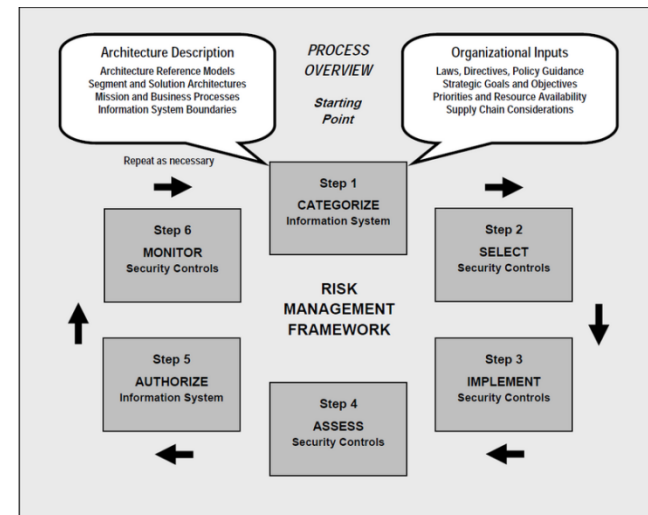 Architecture Description
Architecture Reference Models
Segment and Solution Architectures
Mission and Business Processes
Information System Boundaries
PROCESS
OVERVIEW
Starting
Point
Organizational Inputs
Laws, Directives, Policy Guidance
Strategic Goals and Objectives
Priorities and Resource Availability
Supply Chain Considerations
Repeat as necessary
Step 1
CATEGORIZE
Information System
Step 2
SELECT
Security Controls
Step 3
IMPLEMENT
Security Controls
Step 4
ASSESS
Security Controls
Step 5
AUTHORIZE
Information System
Step 6
MONITOR
Security Controls
RISK
MANAGEMENT
FRAMEWORK